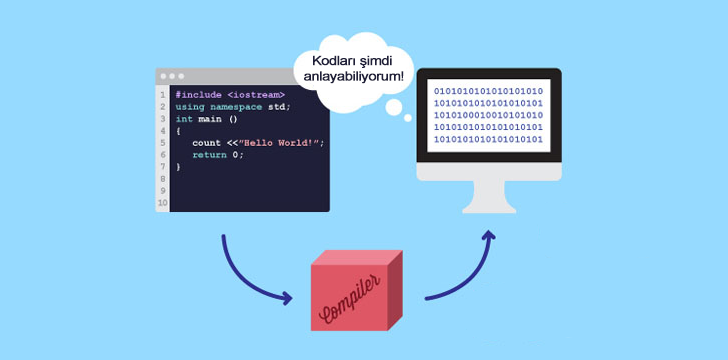 Kodları şimdi
anlayabiliyorum!
1 #include <iostream>
2 using namespace std;
3 int main ()
4 {
5 count <<"Hello World!";
6 return 0;
7 }
8
9
10
0101010101010101010
1010101010101010101
1010100010010101010
1010101010101010101
1010101010101010101
Compiler